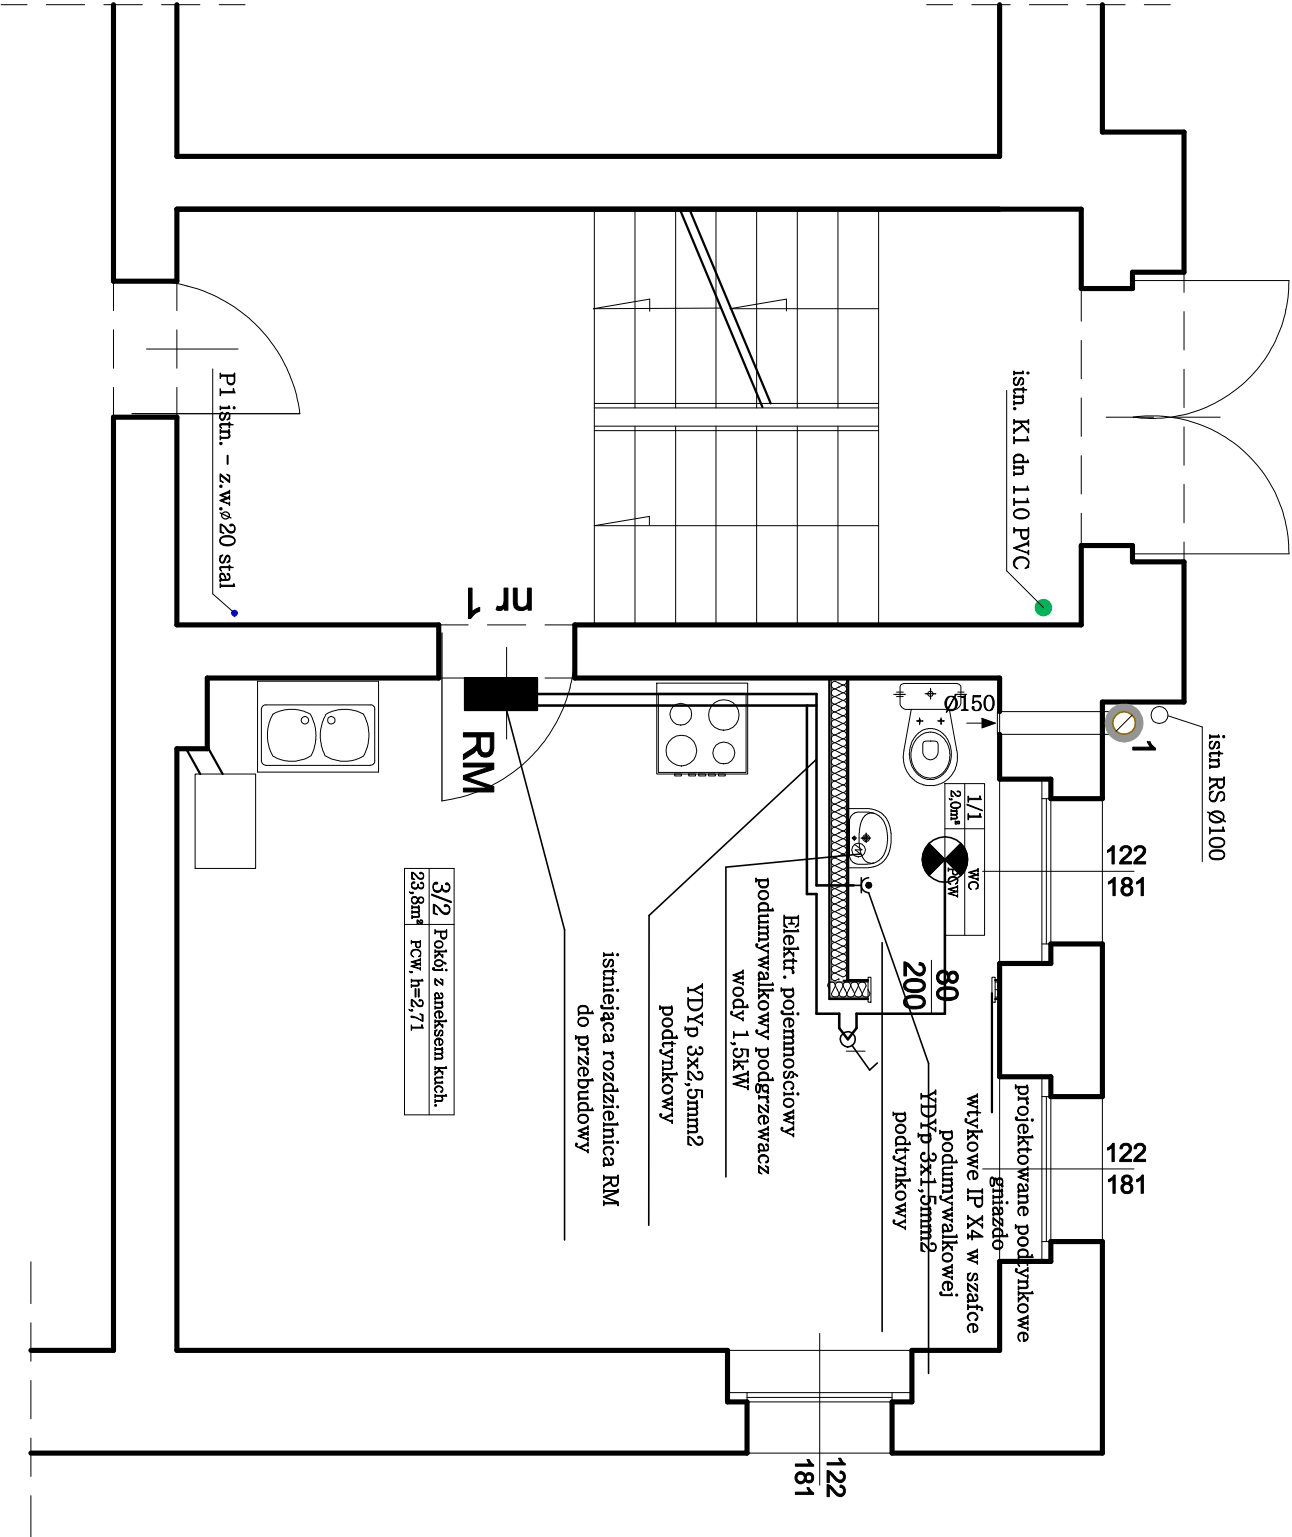 istn RS Ø100
1
Ø150
istn. K1 dn 110 PVC
P1 istn. - z.w.ø20 stal
nr 1
RM
122
181
122
181
122
181
1/1
WC
2,0m²
PCW
80
200
projektowane podtynkowe
gniazdo
wtykowe IP X4 w szafce
podumywalkowej
YDYp 3x1,5mm2
podtynkowy
Elektr. pojemnościowy
podumywalkowy podgrzewacz
wody 1,5kW
YDYp 3x2,5mm2
podtynkowy
istniejąca rozdzielnica RM
do przebudowy
3/2
Pokój z aneksem kuch.
23,8m²
PCW, h=2,71